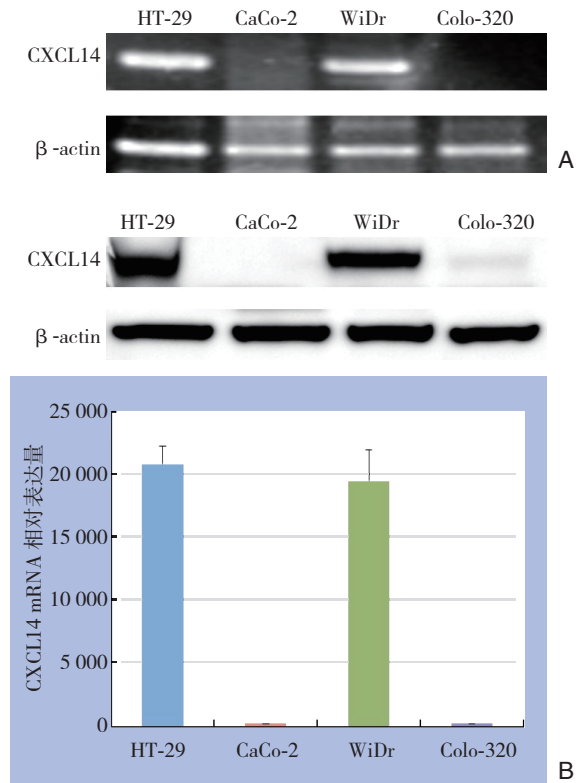 HT-29 CaCo-2 WiDr Colo-320
CXCL14
β-actin
A
HT-29 CaCo-2 WiDr Colo-320
CXCL14
β-actin
CXCL14 mRNA 相对表达量
25 000
20 000
15 000
10 000
5 000
0
HT-29 CaCo-2 WiDr Colo-320
B